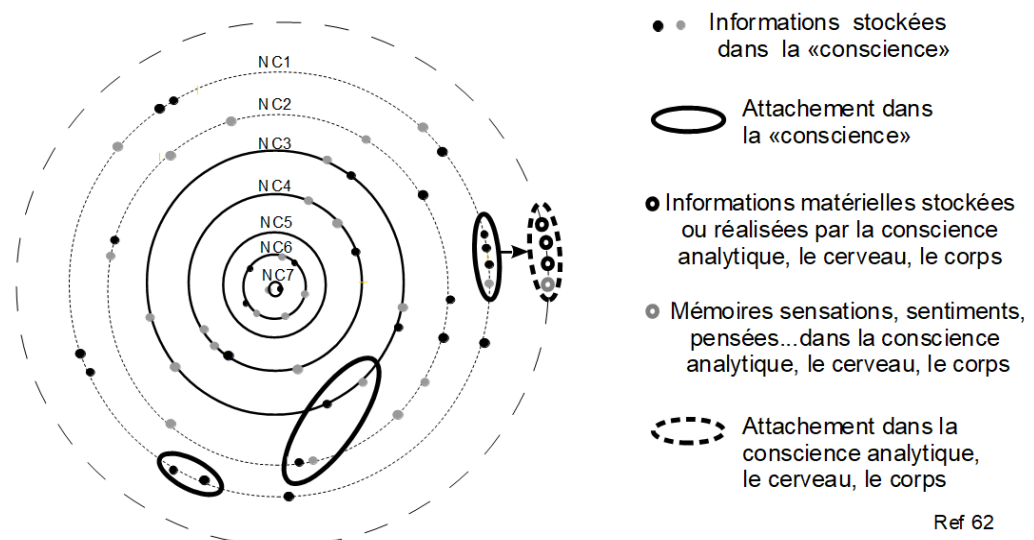 NC1
NC2
NC3
NC4
NC5
NC6
NC7
Informations stockées
dans la «conscience»
Attachement dans
la «conscience»
Informations matérielles stockées
ou réalisées par la conscience
analytique, le cerveau, le corps
Mémoires sensations, sentiments,
pensées...dans la conscience
analytique, le cerveau, le corps
Attachement dans la
conscience analytique,
le cerveau, le corps
Ref 62